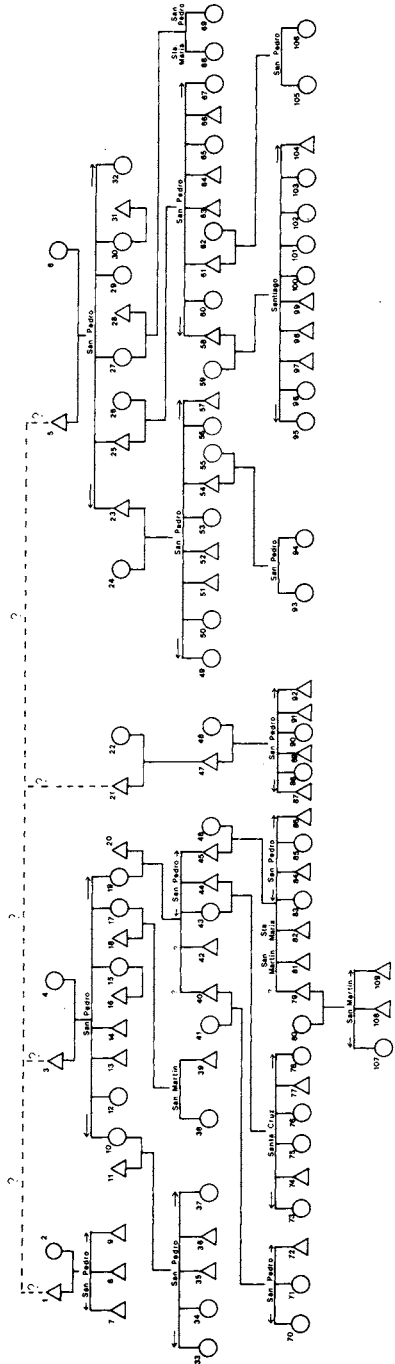 ? ? ? ?
? ? ?
1 2 3 4 5 6
San Pedro San Pedro San Pedro
7 8 9
11 10 12 13 14 16 15 18 17 19 20
21 22
24 23 25 26 27 28 29 30 31 32
San Pedro San Martin San Pedro San Pedro San Pedro Sta Maria San Pedro
? ?
33 34 35 36 37
38 39
41 40 42 43 44 45 46
47 48
49 50 51 52 53 54 55 56 57
59 58 60 61 62 63 64 65 66 67
68 69
San Pedro Santa Cruz San Martin Sta Maria San Pedro San Pedro San Pedro Santiago San Pedro
70 71 72
73 74 75 76 77 78
80 79 81 82 83 84 85 86
87 88 89 90 91 92
93 94
95 96 97 98 99 100 101 102 103 104
105 106
San Martin
107 108 109